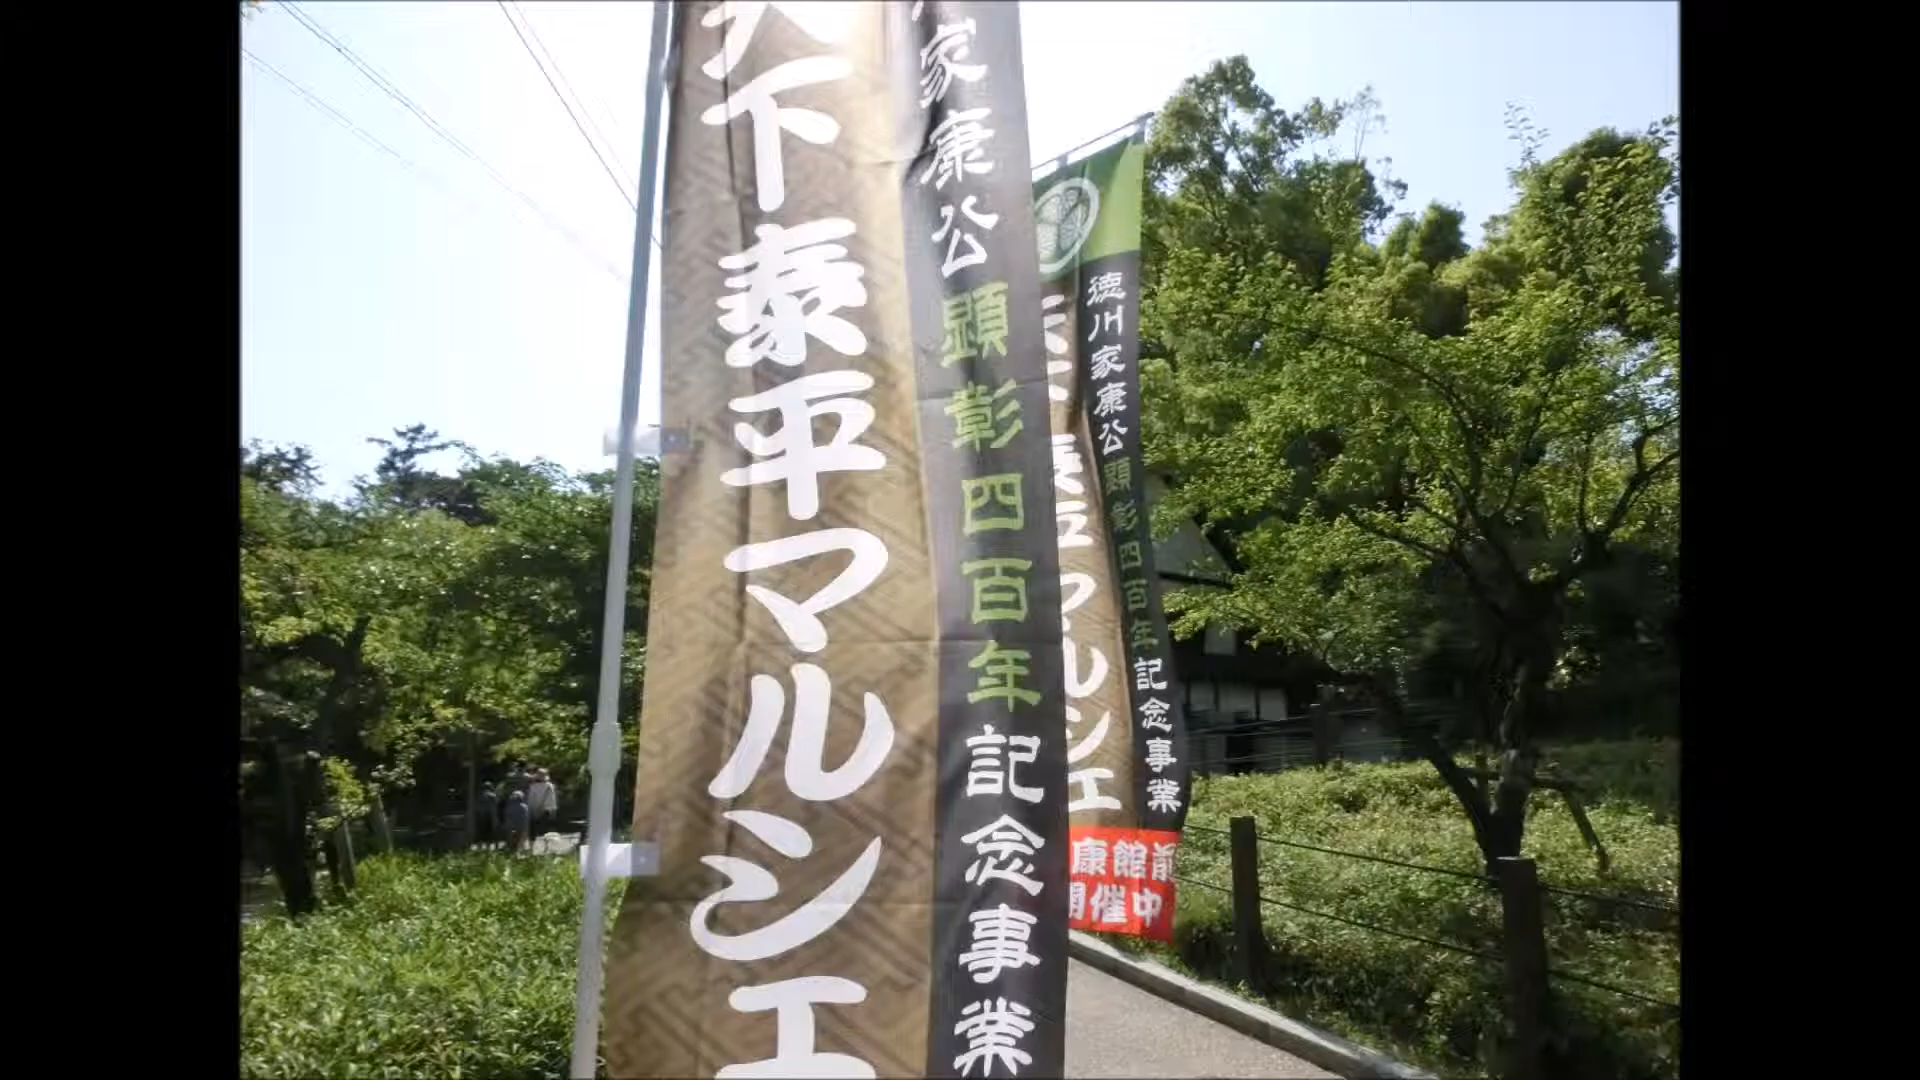 天下泰平マルシェ
家康公顕彰四百年記念事業
徳川家康公顕彰四百年記念事業
マルシェ
康館前
開催中